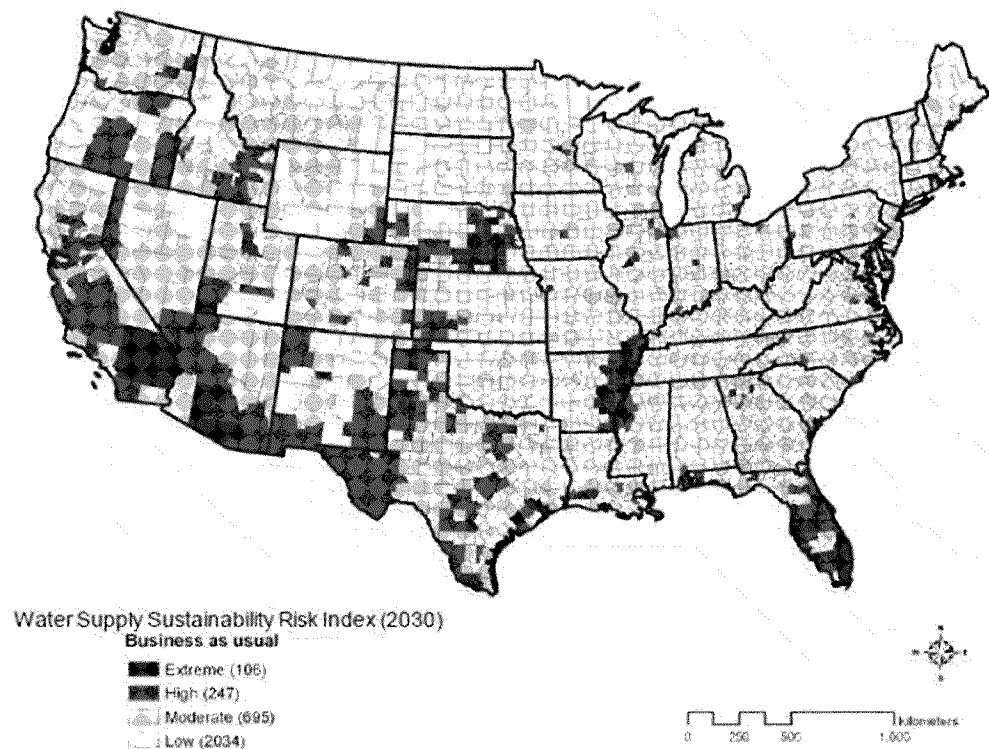 Water Supply Sustainability Risk Index (2030)
Business as usual
Extreme (106)
High (247)
Moderate (695)
Low (2034)
N
W E
S
0 250 500 1,000
kilometers